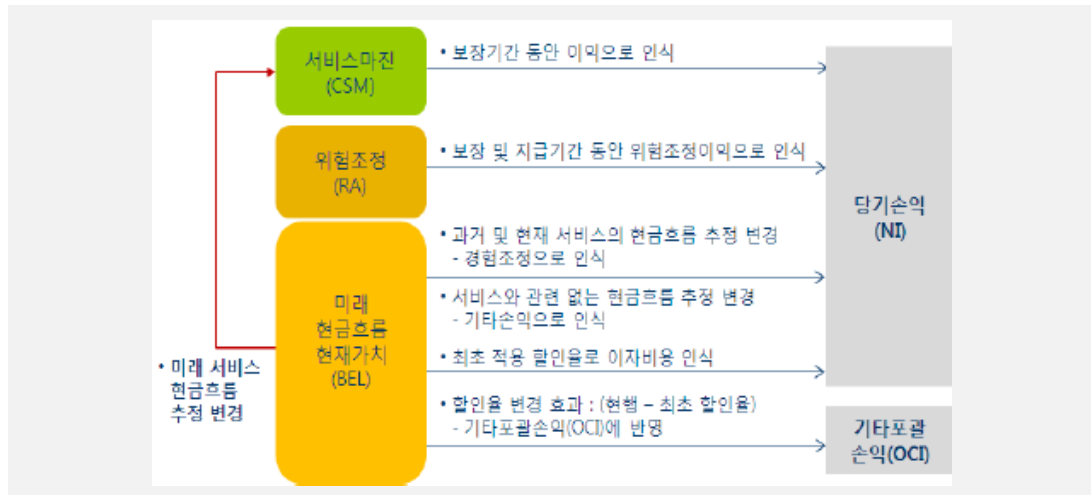 서비스마진
(CSM)
• 보장기간 동안 이익으로 인식
위험조정
(RA)
• 보장 및 지급기간 동안 위험조정이익으로 인식
당기손익
(NI)
• 과거 및 현재 서비스의 현금흐름 추정 변경
- 경험조정으로 인식
• 서비스와 관련 없는 현금흐름 추정 변경
- 기타손익으로 인식
미래
현금흐름
현재가치
(BEL)
• 최초 적용 할인율로 이자비용 인식
• 미래 서비스
현금흐름
추정 변경
• 할인율 변경 효과 : (현행 – 최초 할인율)
- 기타포괄손익(OCI)에 반영
기타포괄
손익(OCI)